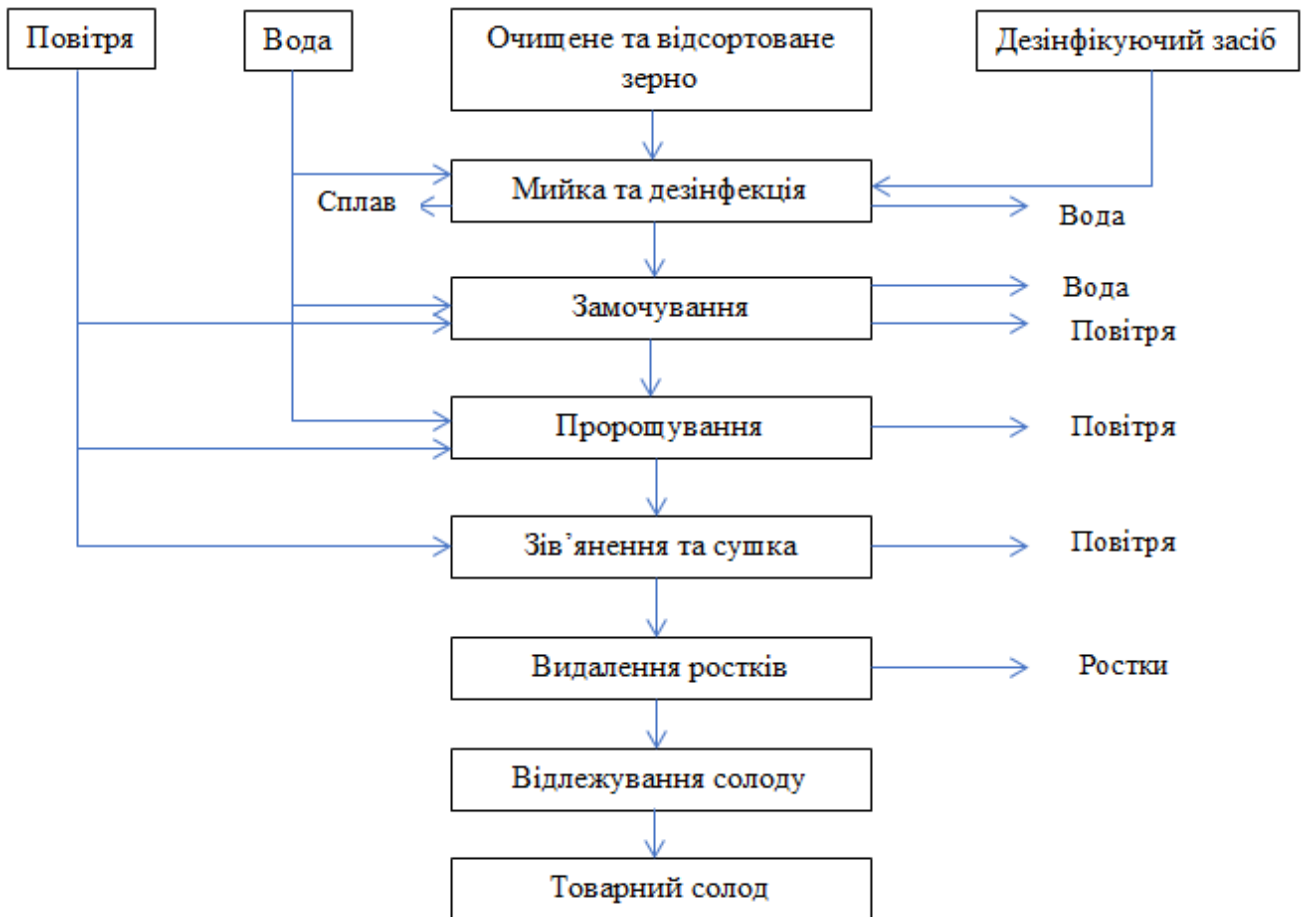 Повітря
Вода
Очищене та відсортоване
зерно
Дезінфікуючий засіб
Мийка та дезінфекція
Сплав
Вода
Замочування
Вода
Повітря
Пророщування
Повітря
Зів’янення та сушка
Повітря
Видалення ростків
Ростки
Відлежування солоду
Товарний солод